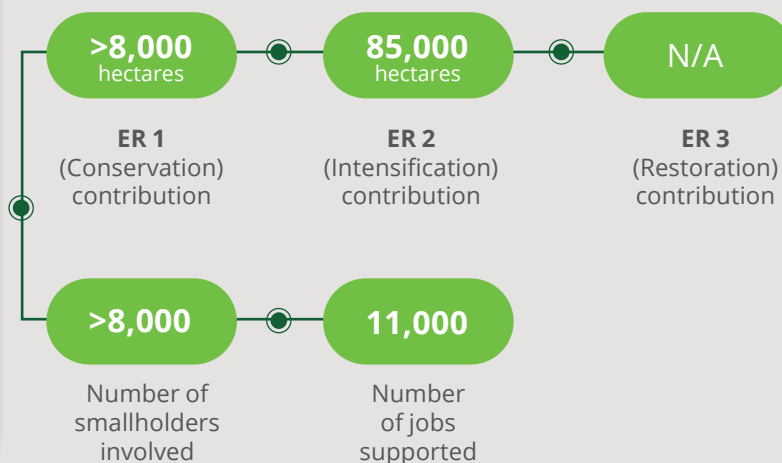 >8,000
hectares
85,000
hectares
N/A
ER 1
(Conservation)
contribution
ER 2
(Intensification)
contribution
ER 3
(Restoration)
contribution
>8,000
11,000
Number of
smallholders
involved
Number
of jobs
supported